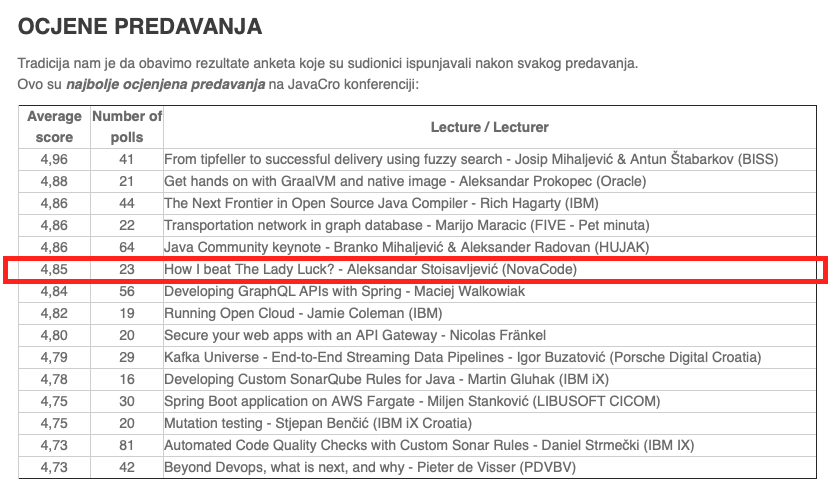 OCJENE PREDAVANJA
Tradicija nam je da obavimo rezultate anketa koje su sudionici ispunjavali nakon svakog predavanja.
Ovo su najbolje ocjenjena predavanja na JavaCro konferenciji:
Average score Number of polls Lecture / Lecturer
4,96 41 From tipfeller to successful delivery using fuzzy search - Josip Mihaljević & Antun Štabarkov (BISS)
4,88 21 Get hands on with GraalVM and native image - Aleksandar Prokopec (Oracle)
4,86 44 The Next Frontier in Open Source Java Compiler - Rich Hagarty (IBM)
4,86 22 Transportation network in graph database - Marijo Maracic (FIVE - Pet minuta)
4,86 64 Java Community keynote - Branko Mihaljević & Aleksander Radovan (HUJAK)
4,85 23 How I beat The Lady Luck? - Aleksandar Stoisavljević (NovaCode)
4,84 56 Developing GraphQL APIs with Spring - Maciej Walkowiak
4,82 19 Running Open Cloud - Jamie Coleman (IBM)
4,80 20 Secure your web apps with an API Gateway - Nicolas Fränkel
4,79 29 Kafka Universe - End-to-End Streaming Data Pipelines - Igor Buzatović (Porsche Digital Croatia)
4,78 16 Developing Custom SonarQube Rules for Java - Martin Gluhak (IBM iX)
4,75 30 Spring Boot application on AWS Fargate - Miljen Stanković (LIBUSOFT CICOM)
4,75 20 Mutation testing - Stjepan Benčić (IBM iX Croatia)
4,73 81 Automated Code Quality Checks with Custom Sonar Rules - Daniel Strmečki (IBM IX)
4,73 42 Beyond Devops, what is next, and why - Pieter de Visser (PDVBV)